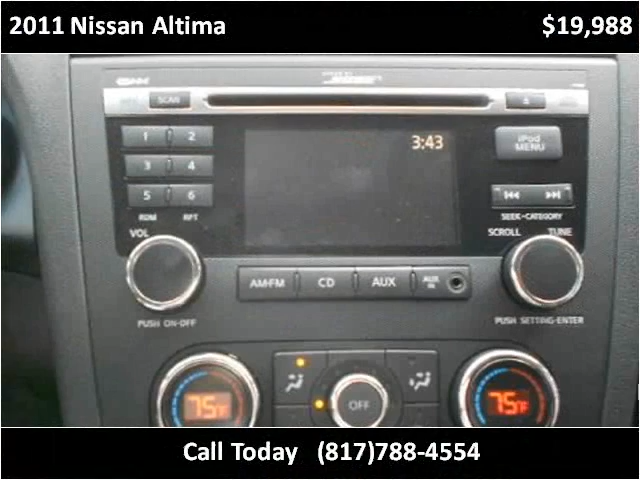 2011 Nissan Altima $19,988
SCAN
1 2
3:43
iPod
MENU
3 4
5 6
RDM RPT
SEEK-CATEGORY
VOL
SCROLL TUNE
AM•FM CD AUX AUX
IN
PUSH ON•OFF
PUSH SETTING•ENTER
75°F OFF 75°F
Call Today (817)788-4554